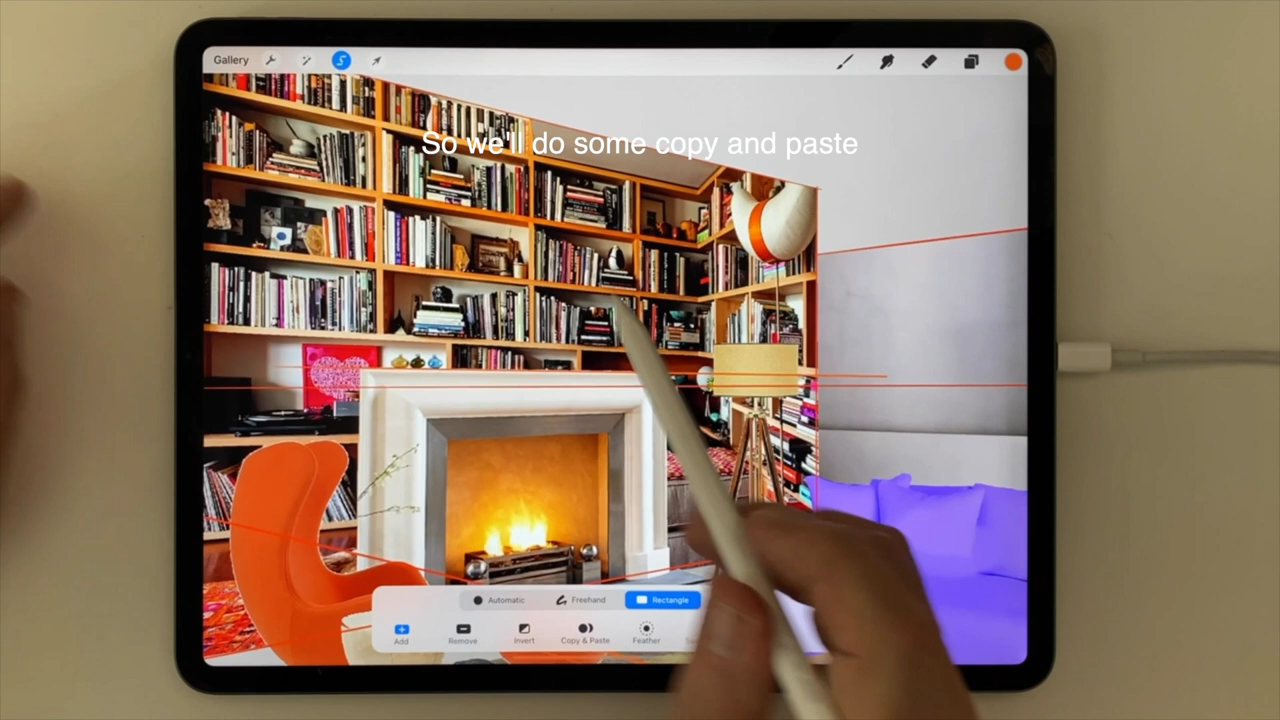 Gallery
So we'll do some copy and paste
Automatic Freehand Rectangle
Add Remove Invert Copy & Paste Feather